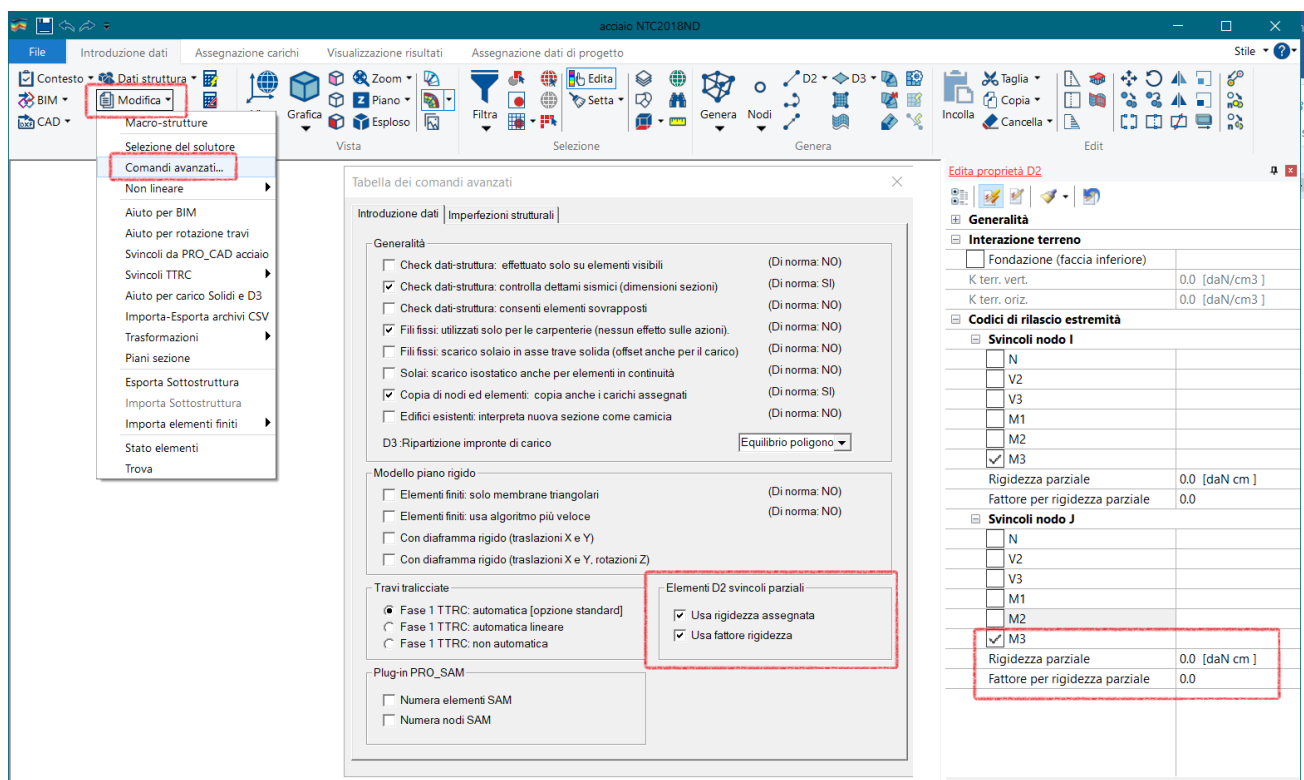 acciaio NTC2018ND
File
Introduzione dati
Assegnazione carichi
Visualizzazione risultati
Assegnazione dati di progetto
Stile
Contesto
Dati struttura
BIM
Modifica
CAD
Grafica
Zoom
Piano
Esploso
Vista
Filtra
Edita
Setta
Selezione
Genera
Nodi
D2
D3
Genera
Incolla
Taglia
Copia
Cancella
Edit
Macro-strutture
Selezione del solutore
Comandi avanzati...
Non lineare
Aiuto per BIM
Aiuto per rotazione travi
Svincoli da PRO_CAD acciaio
Svincoli TTRC
Aiuto per carico Solidi e D3
Importa-Esporta archivi CSV
Trasformazioni
Piani sezione
Esporta Sottostruttura
Importa Sottostruttura
Importa elementi finiti
Stato elementi
Trova
Tabella dei comandi avanzati
Introduzione dati
Imperfezioni strutturali
Generalità
Check dati-struttura: effettuato solo su elementi visibili (Di norma: NO)
Check dati-struttura: controlla dettami sismici (dimensioni sezioni) (Di norma: SI)
Check dati-struttura: consenti elementi sovrapposti (Di norma: NO)
Fili fissi: utilizzati solo per le carpenterie (nessun effetto sulle azioni). (Di norma: NO)
Fili fissi: scarico solaio in asse trave solida (offset anche per il carico) (Di norma: NO)
Solai: scarico isostatico anche per elementi in continuità (Di norma: NO)
Copia di nodi ed elementi: copia anche i carichi assegnati (Di norma: SI)
Edifici esistenti: interpreta nuova sezione come camicia (Di norma: NO)
D3 :Ripartizione impronte di carico Equilibrio poligono
Modello piano rigido
Elementi finiti: solo membrane triangolari (Di norma: NO)
Elementi finiti: usa algoritmo più veloce (Di norma: NO)
Con diaframma rigido (traslazioni X e Y)
Con diaframma rigido (traslazioni X e Y, rotazioni Z)
Travi tralicciate
Fase 1 TTRC: automatica [opzione standard]
Fase 1 TTRC: automatica lineare
Fase 1 TTRC: non automatica
Elementi D2 svincoli parziali
Usa rigidezza assegnata
Usa fattore rigidezza
Plug-in PRO_SAM
Numera elementi SAM
Numera nodi SAM
Edita proprietà D2
Generalità
Interazione terreno
Fondazione (faccia inferiore)
K terr. vert. 0.0 [daN/cm3 ]
K terr. oriz. 0.0 [daN/cm3 ]
Codici di rilascio estremità
Svincoli nodo I
N
V2
V3
M1
M2
M3
Rigidezza parziale 0.0 [daN cm ]
Fattore per rigidezza parziale 0.0
Svincoli nodo J
N
V2
V3
M1
M2
M3
Rigidezza parziale 0.0 [daN cm ]
Fattore per rigidezza parziale 0.0